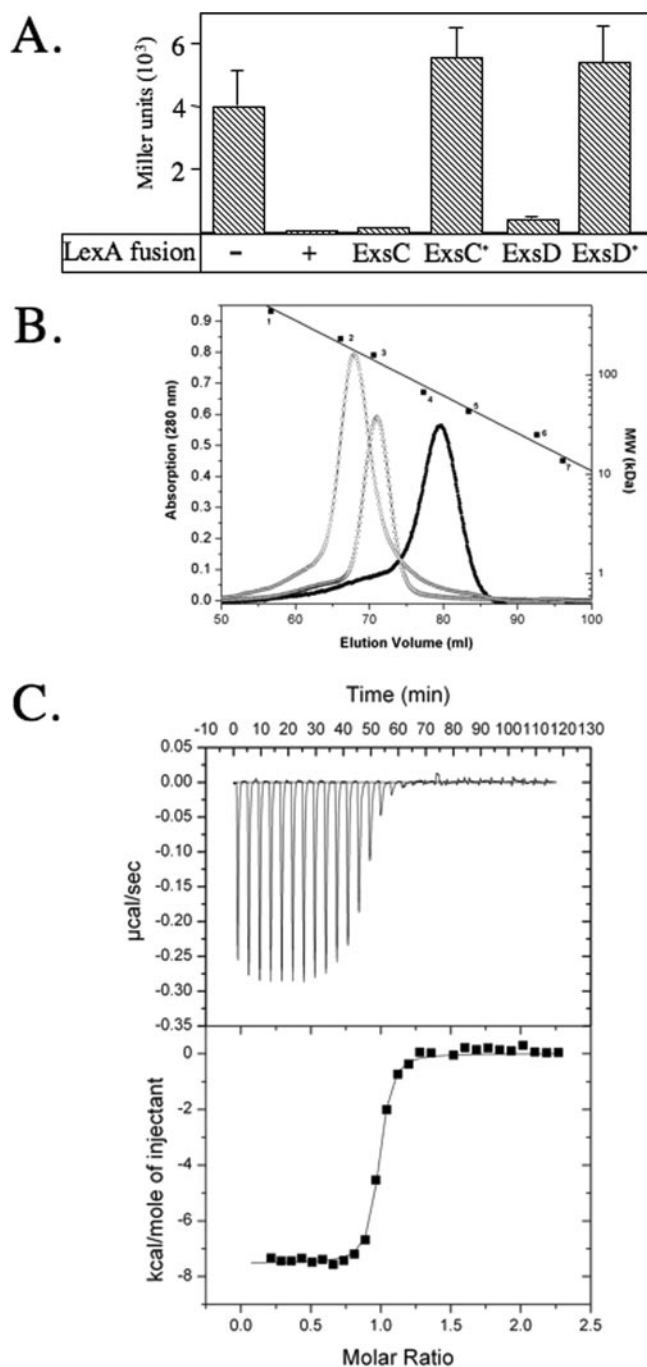 A.
Miller units (10³)
6
4
2
LexA fusion - + ExsC ExsC* ExsD ExsD*
B.
Absorption (280 nm)
0.9
0.8
0.7
0.6
0.5
0.4
0.3
0.2
0.1
0.0
1 2 3 4 5 6 7
100
10
1
MW (kDa)
50 60 70 80 90 100
Elution Volume (ml)
C.
Time (min)
-10 0 10 20 30 40 50 60 70 80 90 100 110 120 130
µcal/sec
0.05
0.00
-0.05
-0.10
-0.15
-0.20
-0.25
-0.30
-0.35
kcal/mole of injectant
0
-2
-4
-6
-8
0.0 0.5 1.0 1.5 2.0 2.5
Molar Ratio